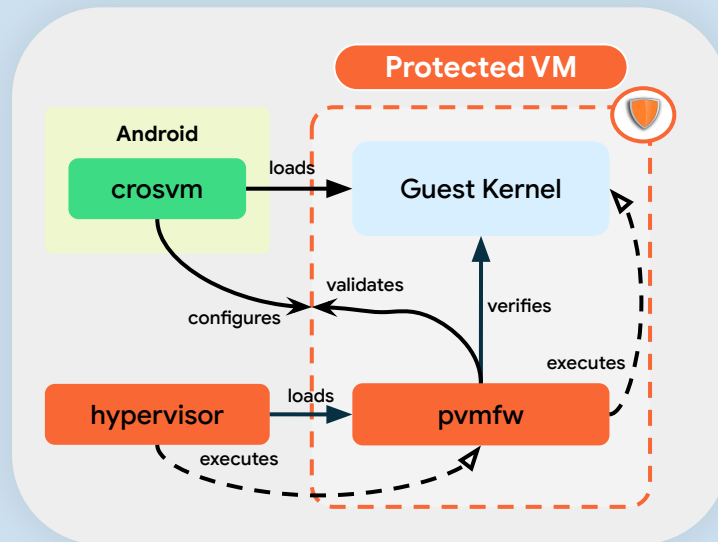 Protected VM
Android
crosvm
loads
Guest Kernel
validates
configures
verifies
executes
hypervisor
loads
pvmfw
executes